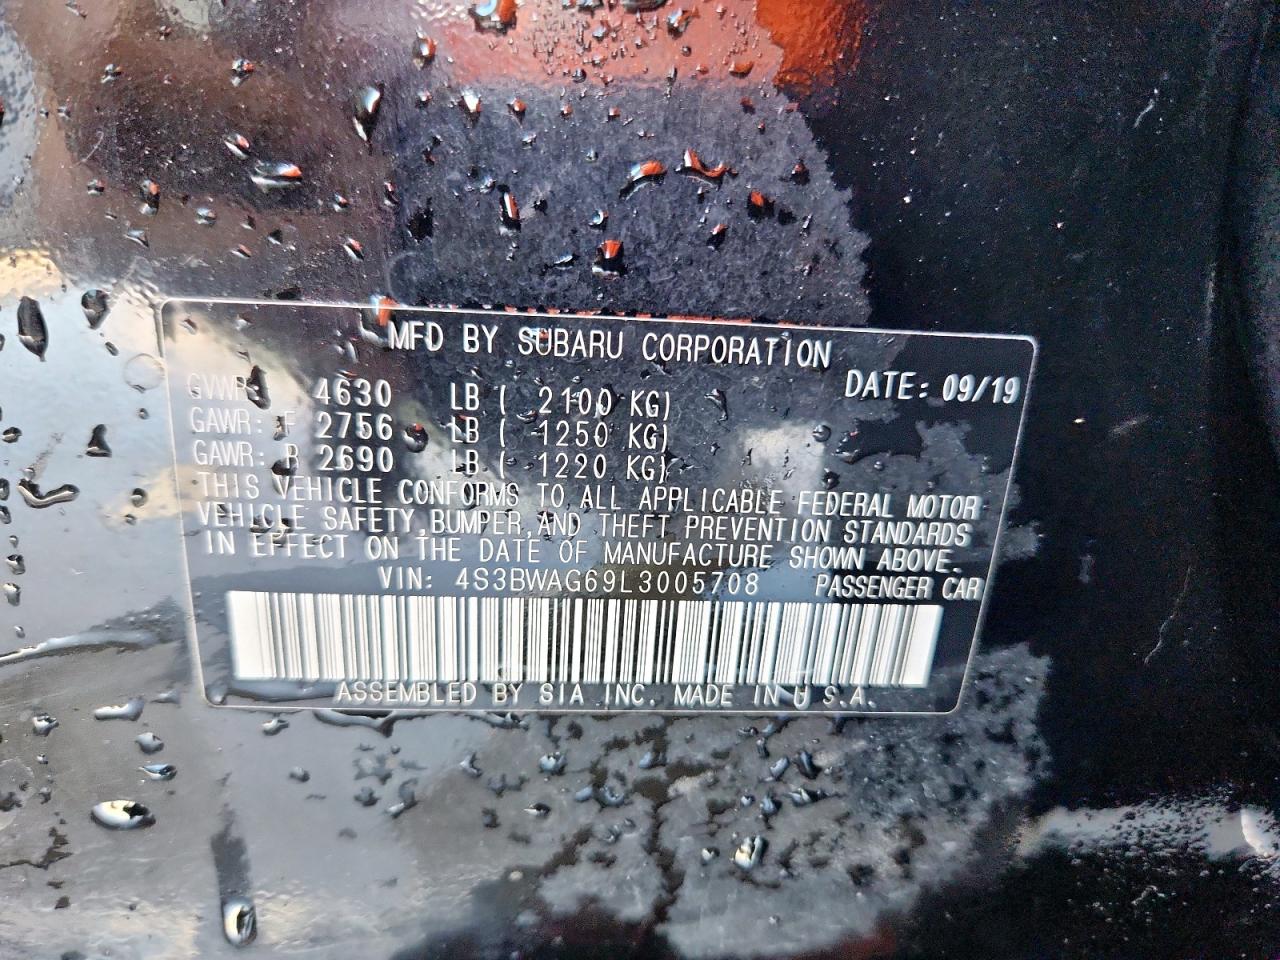 MFD BY SUBARU CORPORATION
DATE: 09/19
GVWR: 4630 LB ( 2100 KG)
GAWR: F 2756 LB ( 1250 KG)
GAWR: R 2690 LB ( 1220 KG)
THIS VEHICLE CONFORMS TO ALL APPLICABLE FEDERAL MOTOR
VEHICLE SAFETY,BUMPER,AND THEFT PREVENTION STANDARDS
IN EFFECT ON THE DATE OF MANUFACTURE SHOWN ABOVE.
VIN: 4S3BWAG69L3005708 PASSENGER CAR
ASSEMBLED BY SIA INC. MADE IN U.S.A.